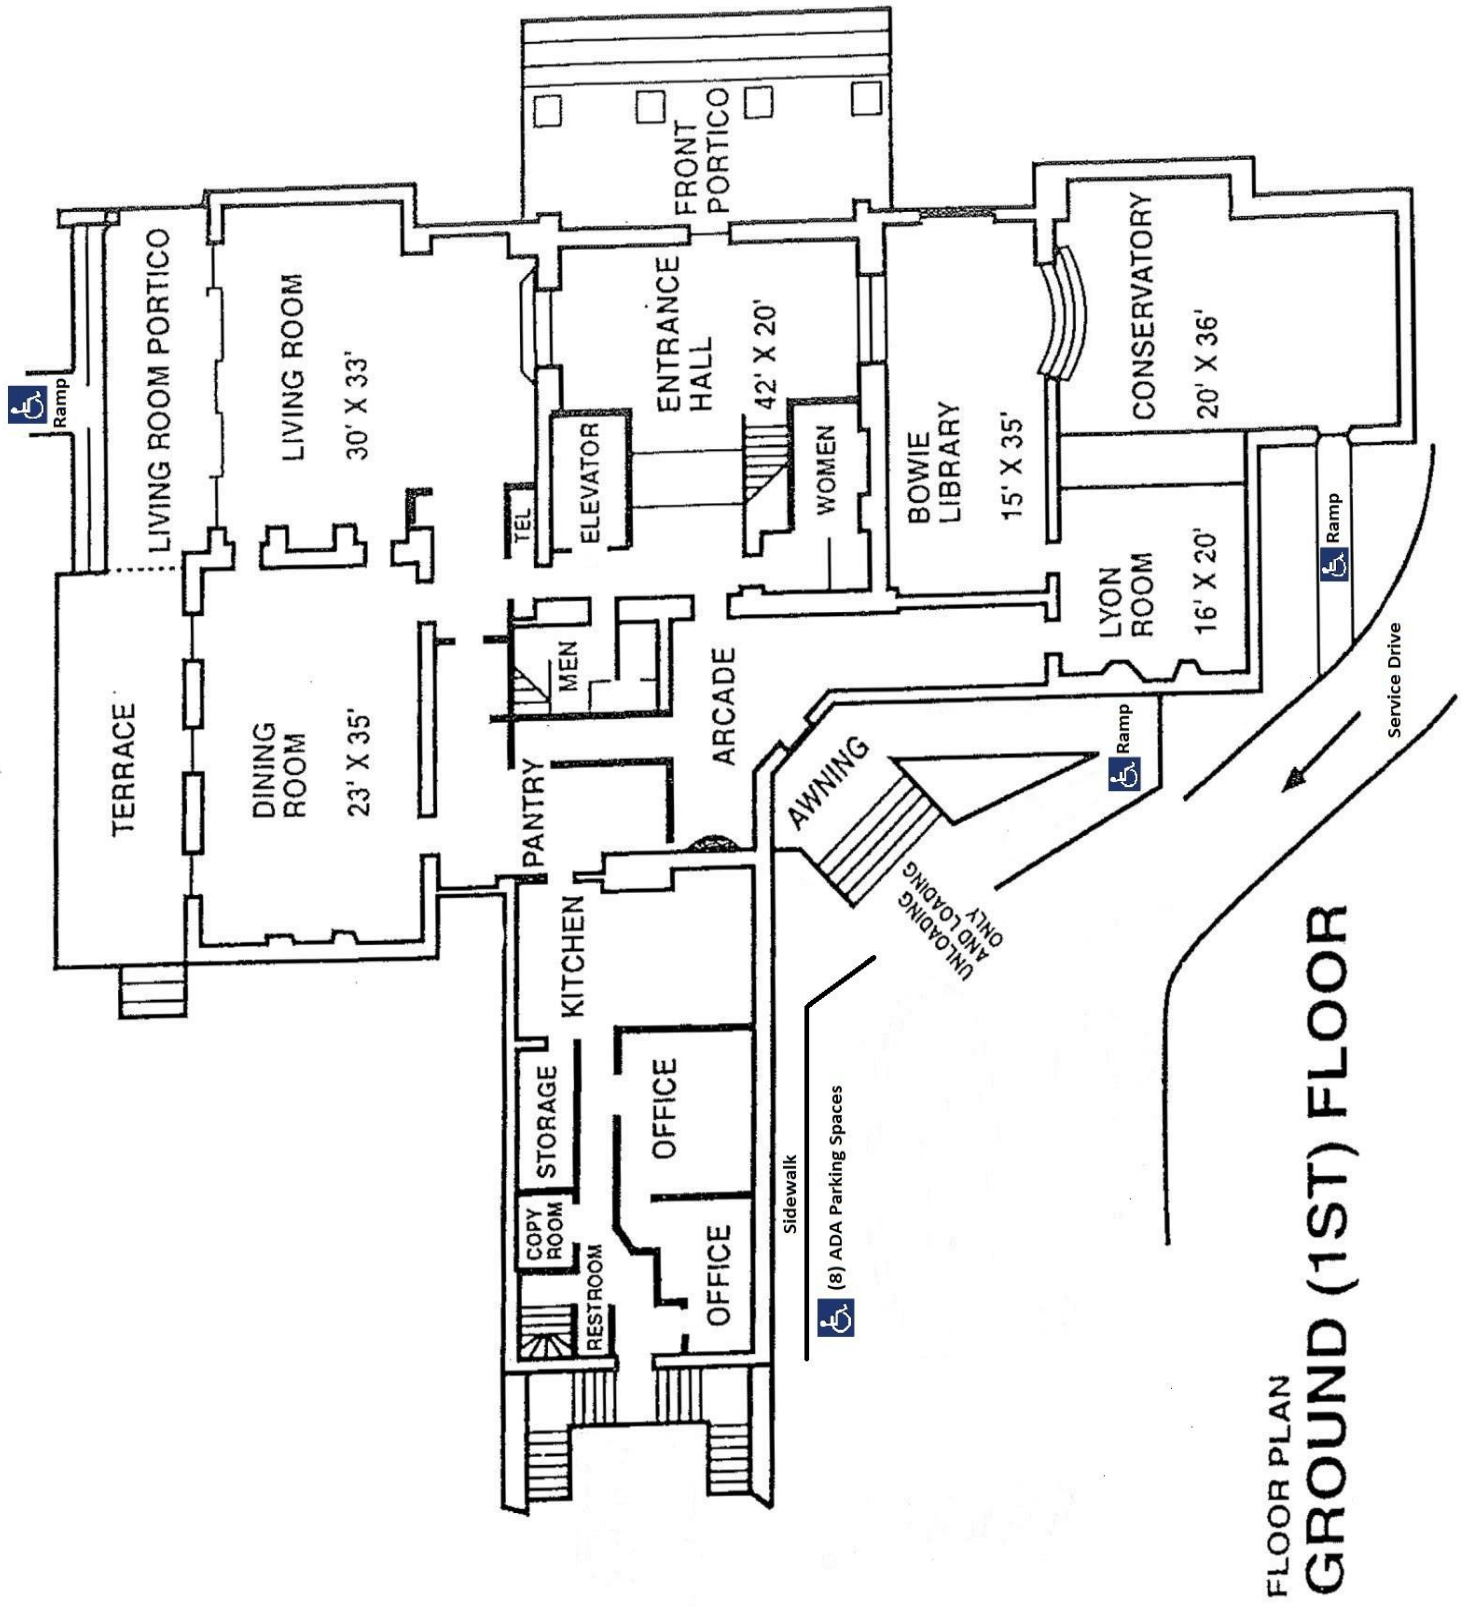 FLOOR PLAN
GROUND (1ST) FLOOR
TERRACE
LIVING ROOM PORTICO
Ramp
DINING
ROOM
23' X 35'
LIVING ROOM
30' X 33'
TEL
ELEVATOR
MEN
PANTRY
KITCHEN
STORAGE
COPY
ROOM
RESTROOM
OFFICE
OFFICE
ENTRANCE
HALL
42' X 20'
FRONT
PORTICO
WOMEN
ARCADE
BOWIE
LIBRARY
15' X 35'
CONSERVATORY
20' X 36'
LYON
ROOM
16' X 20'
AWNING
Ramp
UNLOADING
AND LOADING
ONLY
Ramp
Service Drive
Sidewalk
(8) ADA Parking Spaces